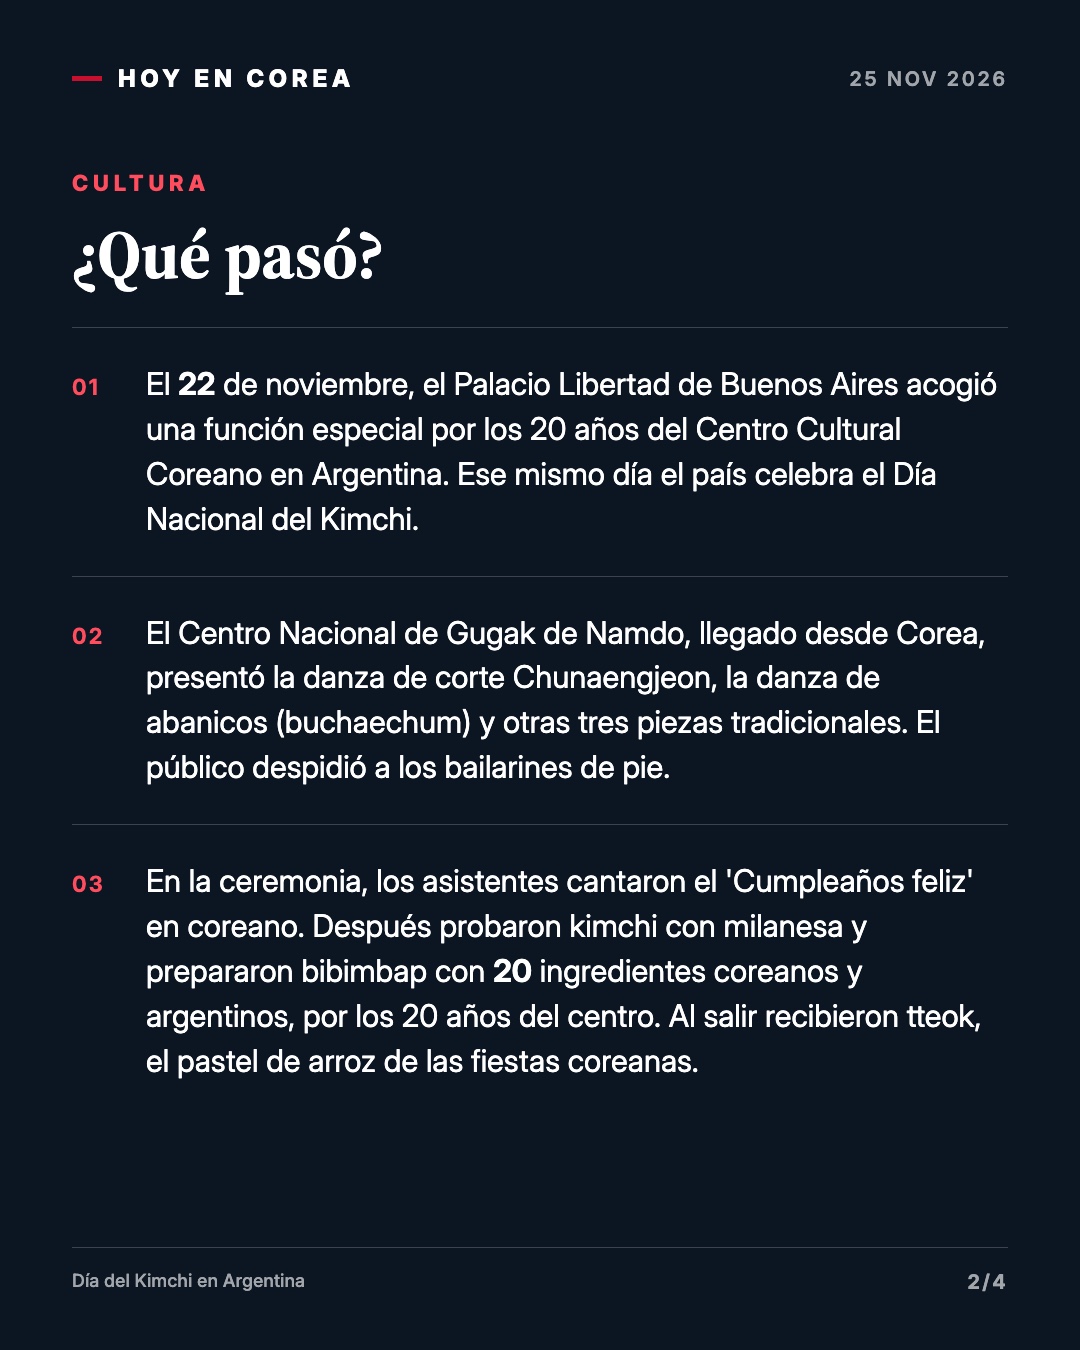 HOY EN COREA
25 NOV 2026
CULTURA
¿Qué pasó?
01
El 22 de noviembre, el Palacio Libertad de Buenos Aires acogió
una función especial por los 20 años del Centro Cultural
Coreano en Argentina. Ese mismo día el país celebra el Día
Nacional del Kimchi.
02
El Centro Nacional de Gugak de Namdo, llegado desde Corea,
presentó la danza de corte Chunaengjeon, la danza de
abanicos (buchaechum) y otras tres piezas tradicionales. El
público despidió a los bailarines de pie.
03
En la ceremonia, los asistentes cantaron el 'Cumpleaños feliz'
en coreano. Después probaron kimchi con milanesa y
prepararon bibimbap con 20 ingredientes coreanos y
argentinos, por los 20 años del centro. Al salir recibieron tteok,
el pastel de arroz de las fiestas coreanas.
Día del Kimchi en Argentina
2/4